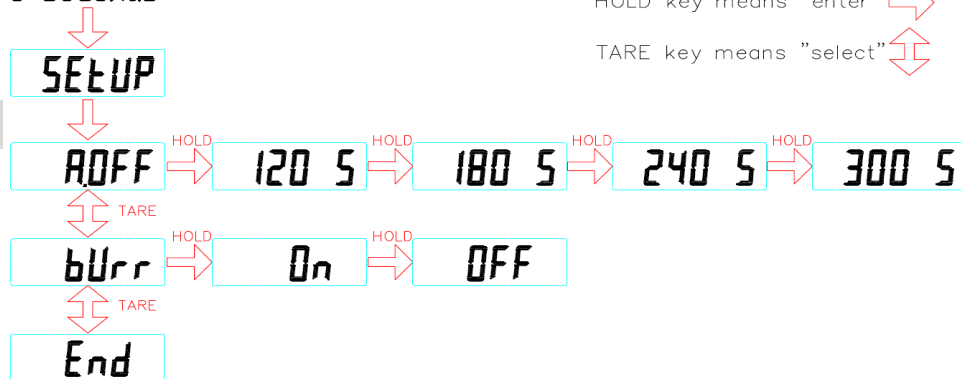 HOLD key means "enter"
TARE key means "select"
SEtUP
HOLD HOLD HOLD HOLD
A.OFF 120 S 180 S 240 S 300 S
TARE
HOLD HOLD
bUrr On OFF
TARE
End